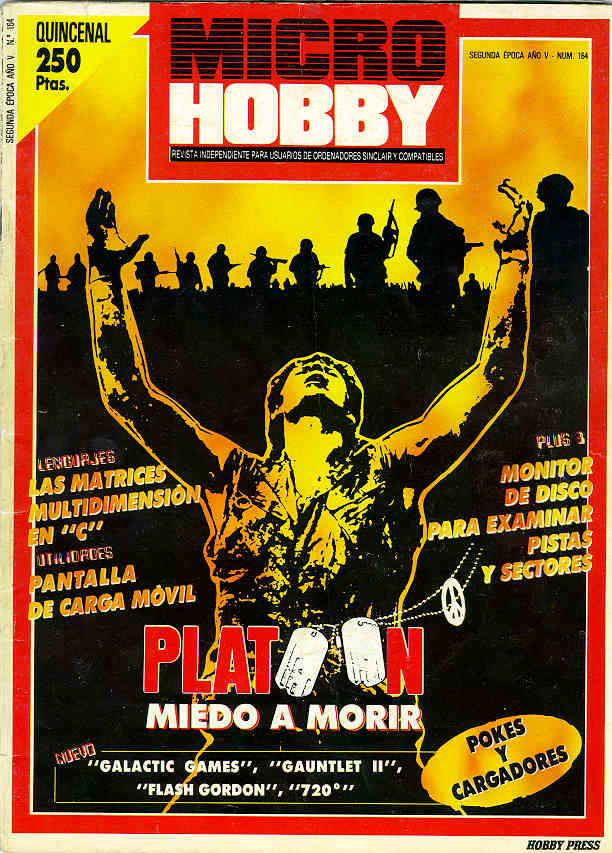 SEGUNDA ÉPOCA AÑO V N.º 164
QUINCENAL
250
Ptas.
MICRO
HOBBY
REVISTA INDEPENDIENTE PARA USUARIOS DE ORDENADORES SINCLAIR Y COMPATIBLES
SEGUNDA ÉPOCA AÑO V - NUM. 164
LENGUAJES
LAS MATRICES
MULTIDIMENSIÓN
EN "C"
UTILIDADES
PANTALLA
DE CARGA MÓVIL
PLUS 3
MONITOR
DE DISCO
PARA EXAMINAR
PISTAS
Y SECTORES
PLATOON
MIEDO A MORIR
NUEVO
"GALACTIC GAMES", "GAUNTLET II",
"FLASH GORDON", "720°"
POKES
Y
CARGADORES
HOBBY PRESS